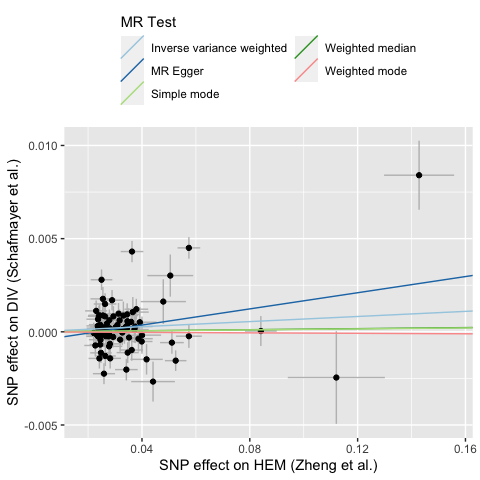 MR Test
Inverse variance weighted
Weighted median
MR Egger
Weighted mode
Simple mode
0.010
0.005
0.000
-0.005
SNP effect on DIV (Schafmayer et al.)
0.04
0.08
0.12
0.16
SNP effect on HEM (Zheng et al.)